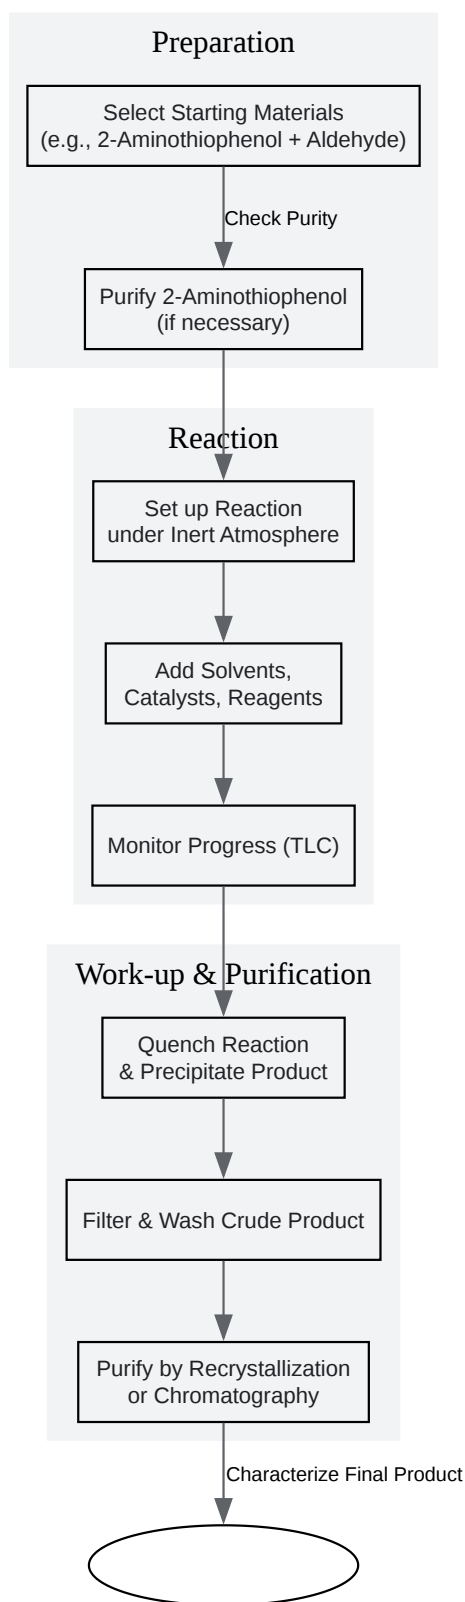 Preparation
Select Starting Materials
(e.g., 2-Aminothiophenol + Aldehyde)
Check Purity
Purify 2-Aminothiophenol
(if necessary)
Reaction
Set up Reaction
under Inert Atmosphere
Add Solvents,
Catalysts, Reagents
Monitor Progress (TLC)
Work-up & Purification
Quench Reaction
& Precipitate Product
Filter & Wash Crude Product
Purify by Recrystallization
or Chromatography
Characterize Final Product